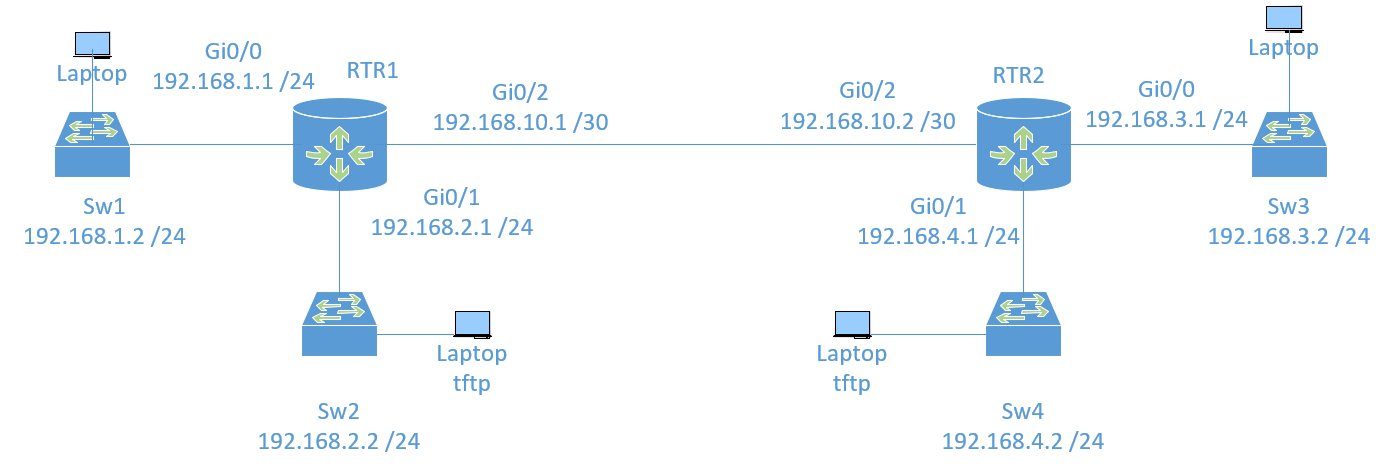 Laptop
Gi0/0
192.168.1.1 /24
RTR1
Gi0/2
192.168.10.1 /30
Gi0/1
192.168.2.1 /24
Sw1
192.168.1.2 /24
Laptop
tftp
Sw2
192.168.2.2 /24
Laptop
Gi0/2
192.168.10.2 /30
RTR2
Gi0/0
192.168.3.1 /24
Gi0/1
192.168.4.1 /24
Sw3
192.168.3.2 /24
Laptop
tftp
Sw4
192.168.4.2 /24